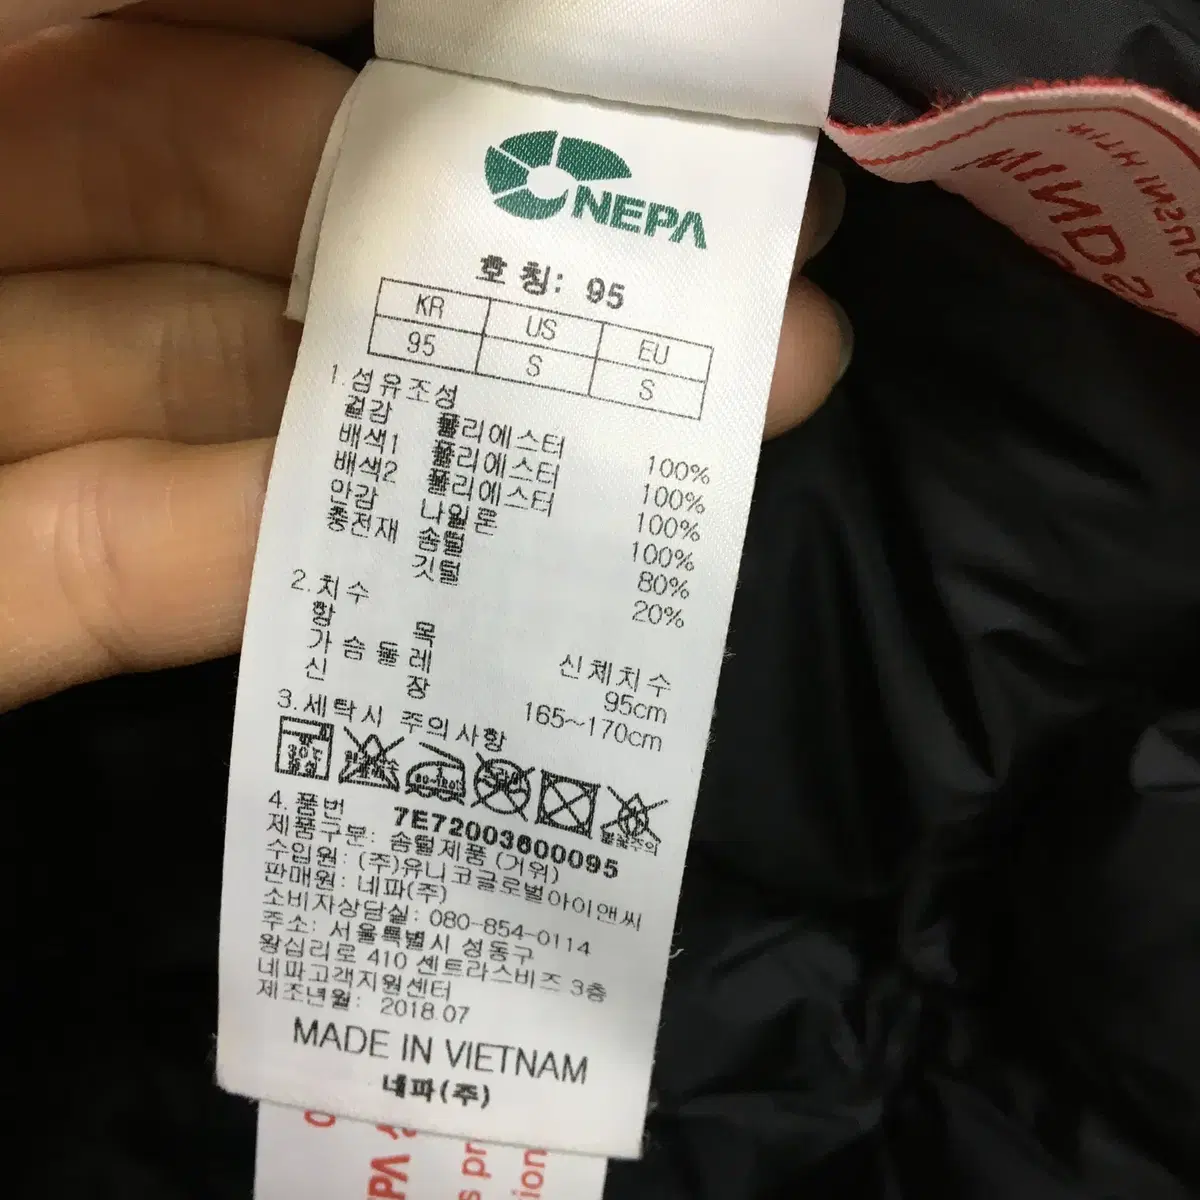 NEPA
호 칭: 95
KR US EU
95 S S
1.섬유조성
겉감 폴리에스터 100%
배색1 폴리에스터 100%
배색2 폴리에스터 100%
안감 나일론 100%
충전재 솜털 80%
깃털 20%
2.치수
항 목 신체치수
가 슴 둘 레 95cm
신 장 165~170cm
3.세탁시 주의사항
30℃
4.품번 7E72003600095
제품구분: 솜털제품 (거위)
수입원: (주)유니코글로벌아이앤씨
판매원: 네파(주)
소비자상담실: 080-854-0114
주소: 서울특별시 성동구
왕십리로 410 센트라스비즈 3층
네파고객지원센터
제조년월: 2018.07
MADE IN VIETNAM
네파(주)
WIND